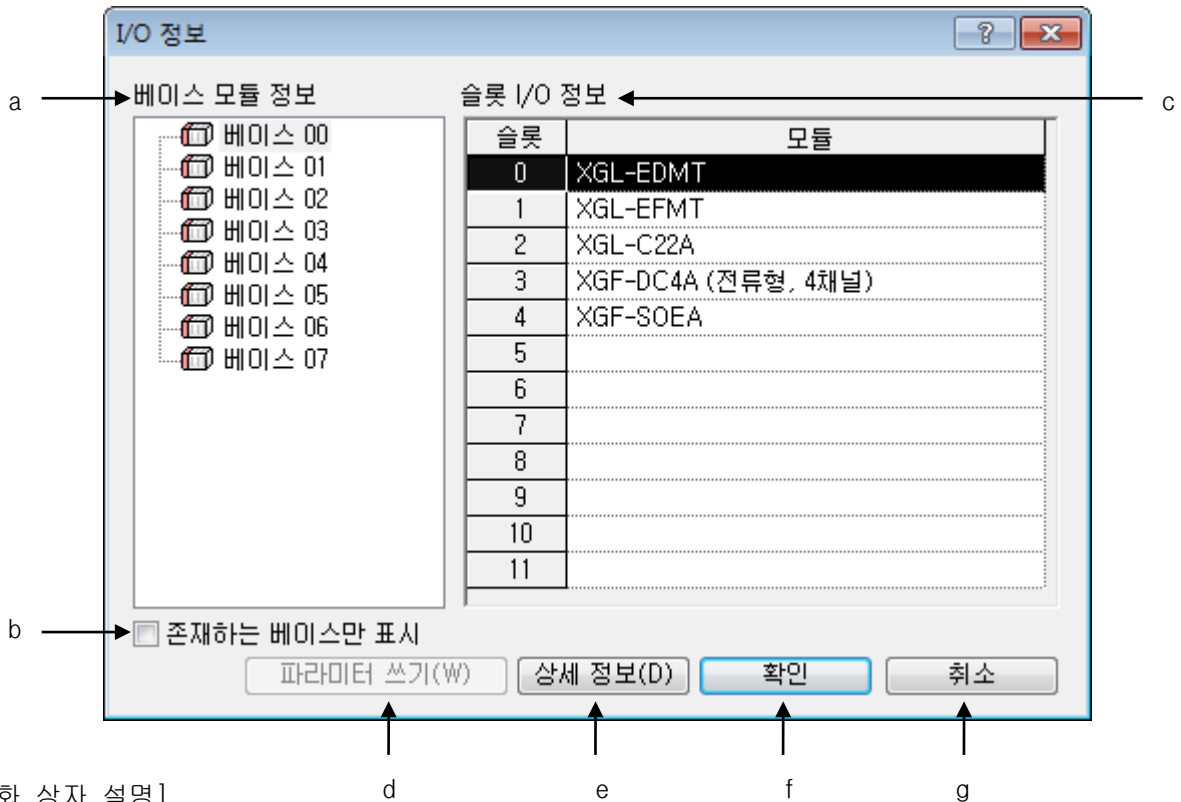 I/O 정보
a
베이스 모듈 정보
슬롯 I/O 정보
c
베이스 00
베이스 01
베이스 02
베이스 03
베이스 04
베이스 05
베이스 06
베이스 07
슬롯 모듈
0 XGL-EDMT
1 XGL-EFMT
2 XGL-C22A
3 XGF-DC4A (전류형, 4채널)
4 XGF-SOEA
5
6
7
8
9
10
11
b
존재하는 베이스만 표시
파라미터 쓰기(W) 상세 정보(D) 확인 취소
d e f g
상자 설명]